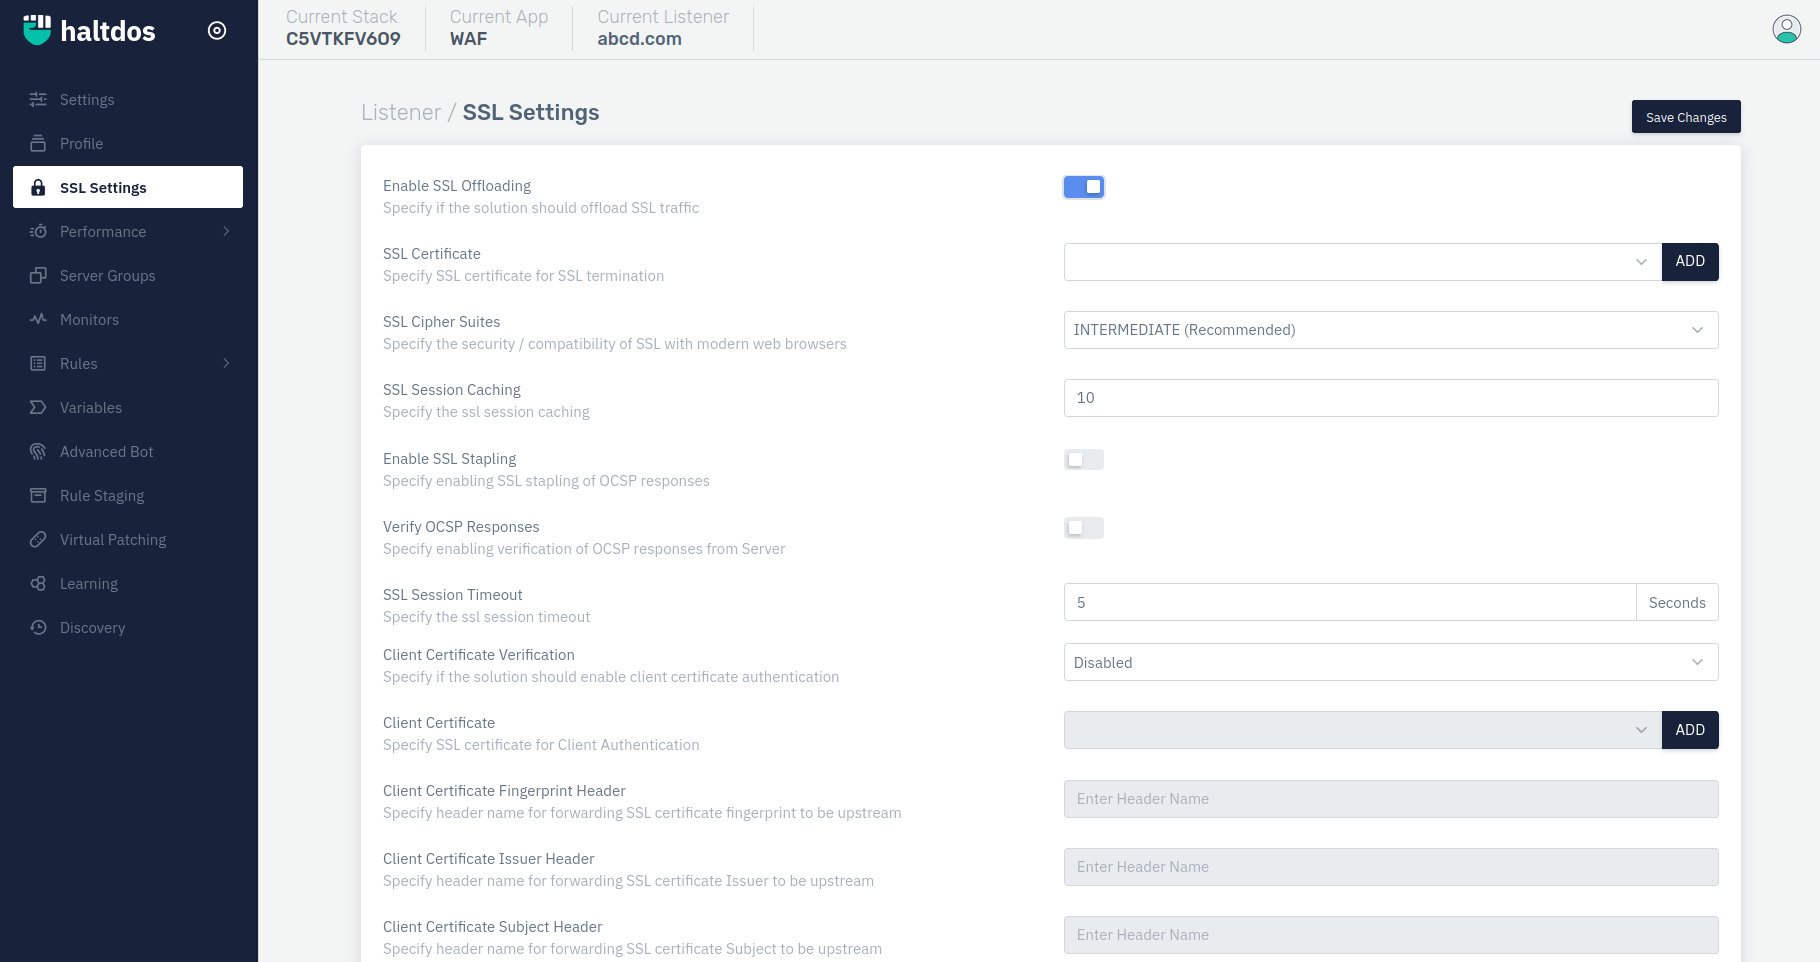 haltdos
Current Stack
C5VTKFV6O9
Current App
WAF
Current Listener
abcd.com
Settings
Profile
SSL Settings
Performance
Server Groups
Monitors
Rules
Variables
Advanced Bot
Rule Staging
Virtual Patching
Learning
Discovery
Listener / SSL Settings
Save Changes
Enable SSL Offloading
Specify if the solution should offload SSL traffic
SSL Certificate
Specify SSL certificate for SSL termination
ADD
SSL Cipher Suites
Specify the security / compatibility of SSL with modern web browsers
INTERMEDIATE (Recommended)
SSL Session Caching
Specify the ssl session caching
10
Enable SSL Stapling
Specify enabling SSL stapling of OCSP responses
Verify OCSP Responses
Specify enabling verification of OCSP responses from Server
SSL Session Timeout
Specify the ssl session timeout
5 Seconds
Client Certificate Verification
Specify if the solution should enable client certificate authentication
Disabled
Client Certificate
Specify SSL certificate for Client Authentication
ADD
Client Certificate Fingerprint Header
Specify header name for forwarding SSL certificate fingerprint to be upstream
Enter Header Name
Client Certificate Issuer Header
Specify header name for forwarding SSL certificate Issuer to be upstream
Enter Header Name
Client Certificate Subject Header
Specify header name for forwarding SSL certificate Subject to be upstream
Enter Header Name